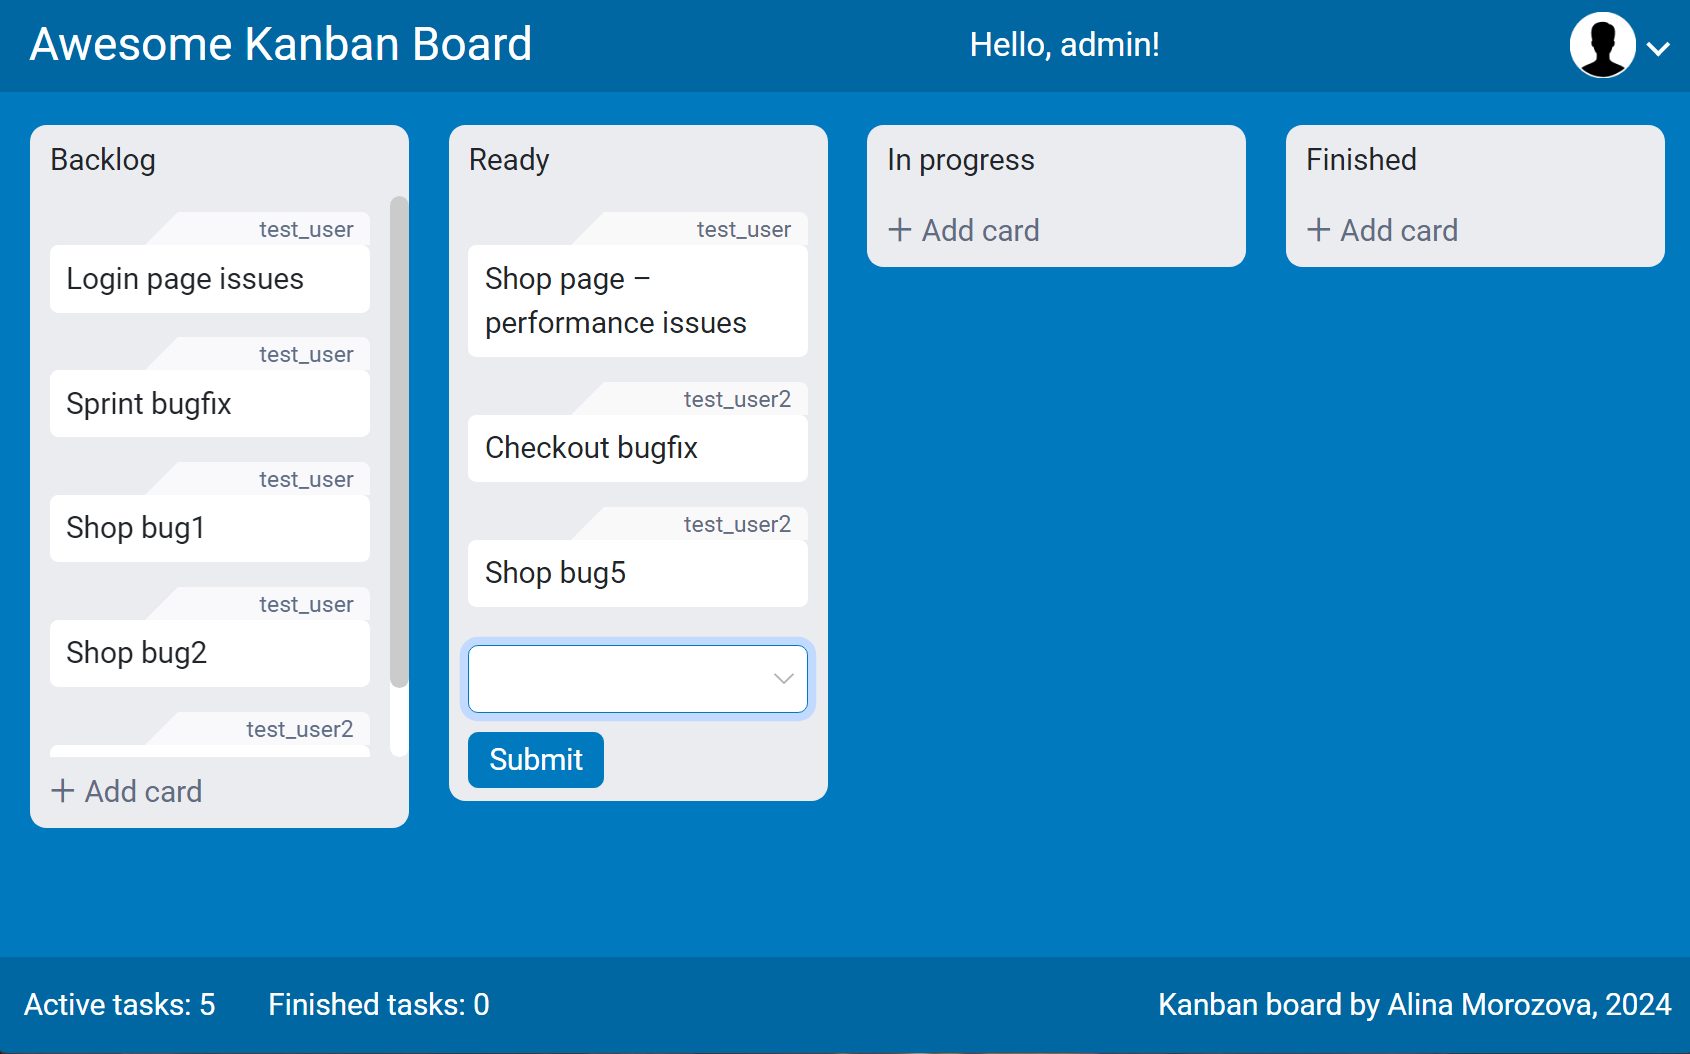 Awesome Kanban Board
Hello, admin!
Backlog
test_user
Login page issues
test_user
Sprint bugfix
test_user
Shop bug1
test_user
Shop bug2
test_user2
+ Add card
Ready
test_user
Shop page –
performance issues
test_user2
Checkout bugfix
test_user2
Shop bug5
Submit
In progress
+ Add card
Finished
+ Add card
Active tasks: 5
Finished tasks: 0
Kanban board by Alina Morozova, 2024